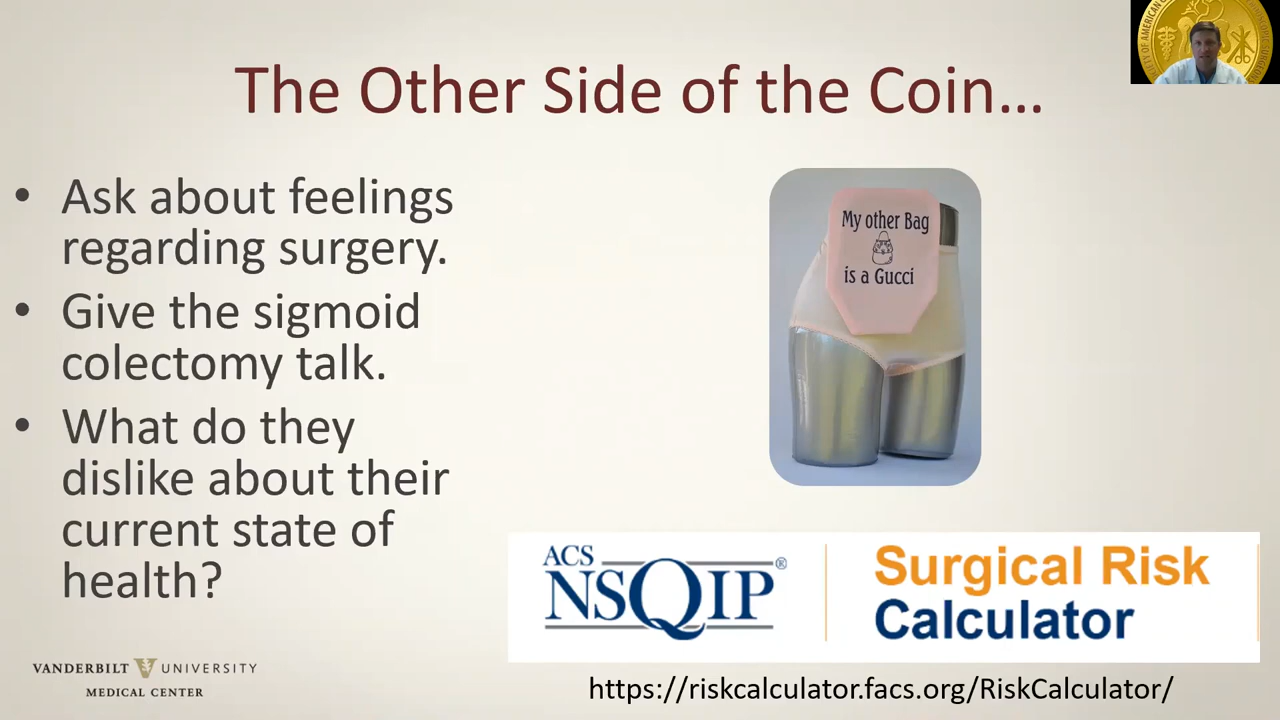 The Other Side of the Coin…
• Ask about feelings
regarding surgery.
• Give the sigmoid
colectomy talk.
• What do they
dislike about their
current state of
health?
My other Bag
is a Gucci
ACS
NSQIP®
Surgical Risk
Calculator
VANDERBILT V UNIVERSITY
MEDICAL CENTER
https://riskcalculator.facs.org/RiskCalculator/